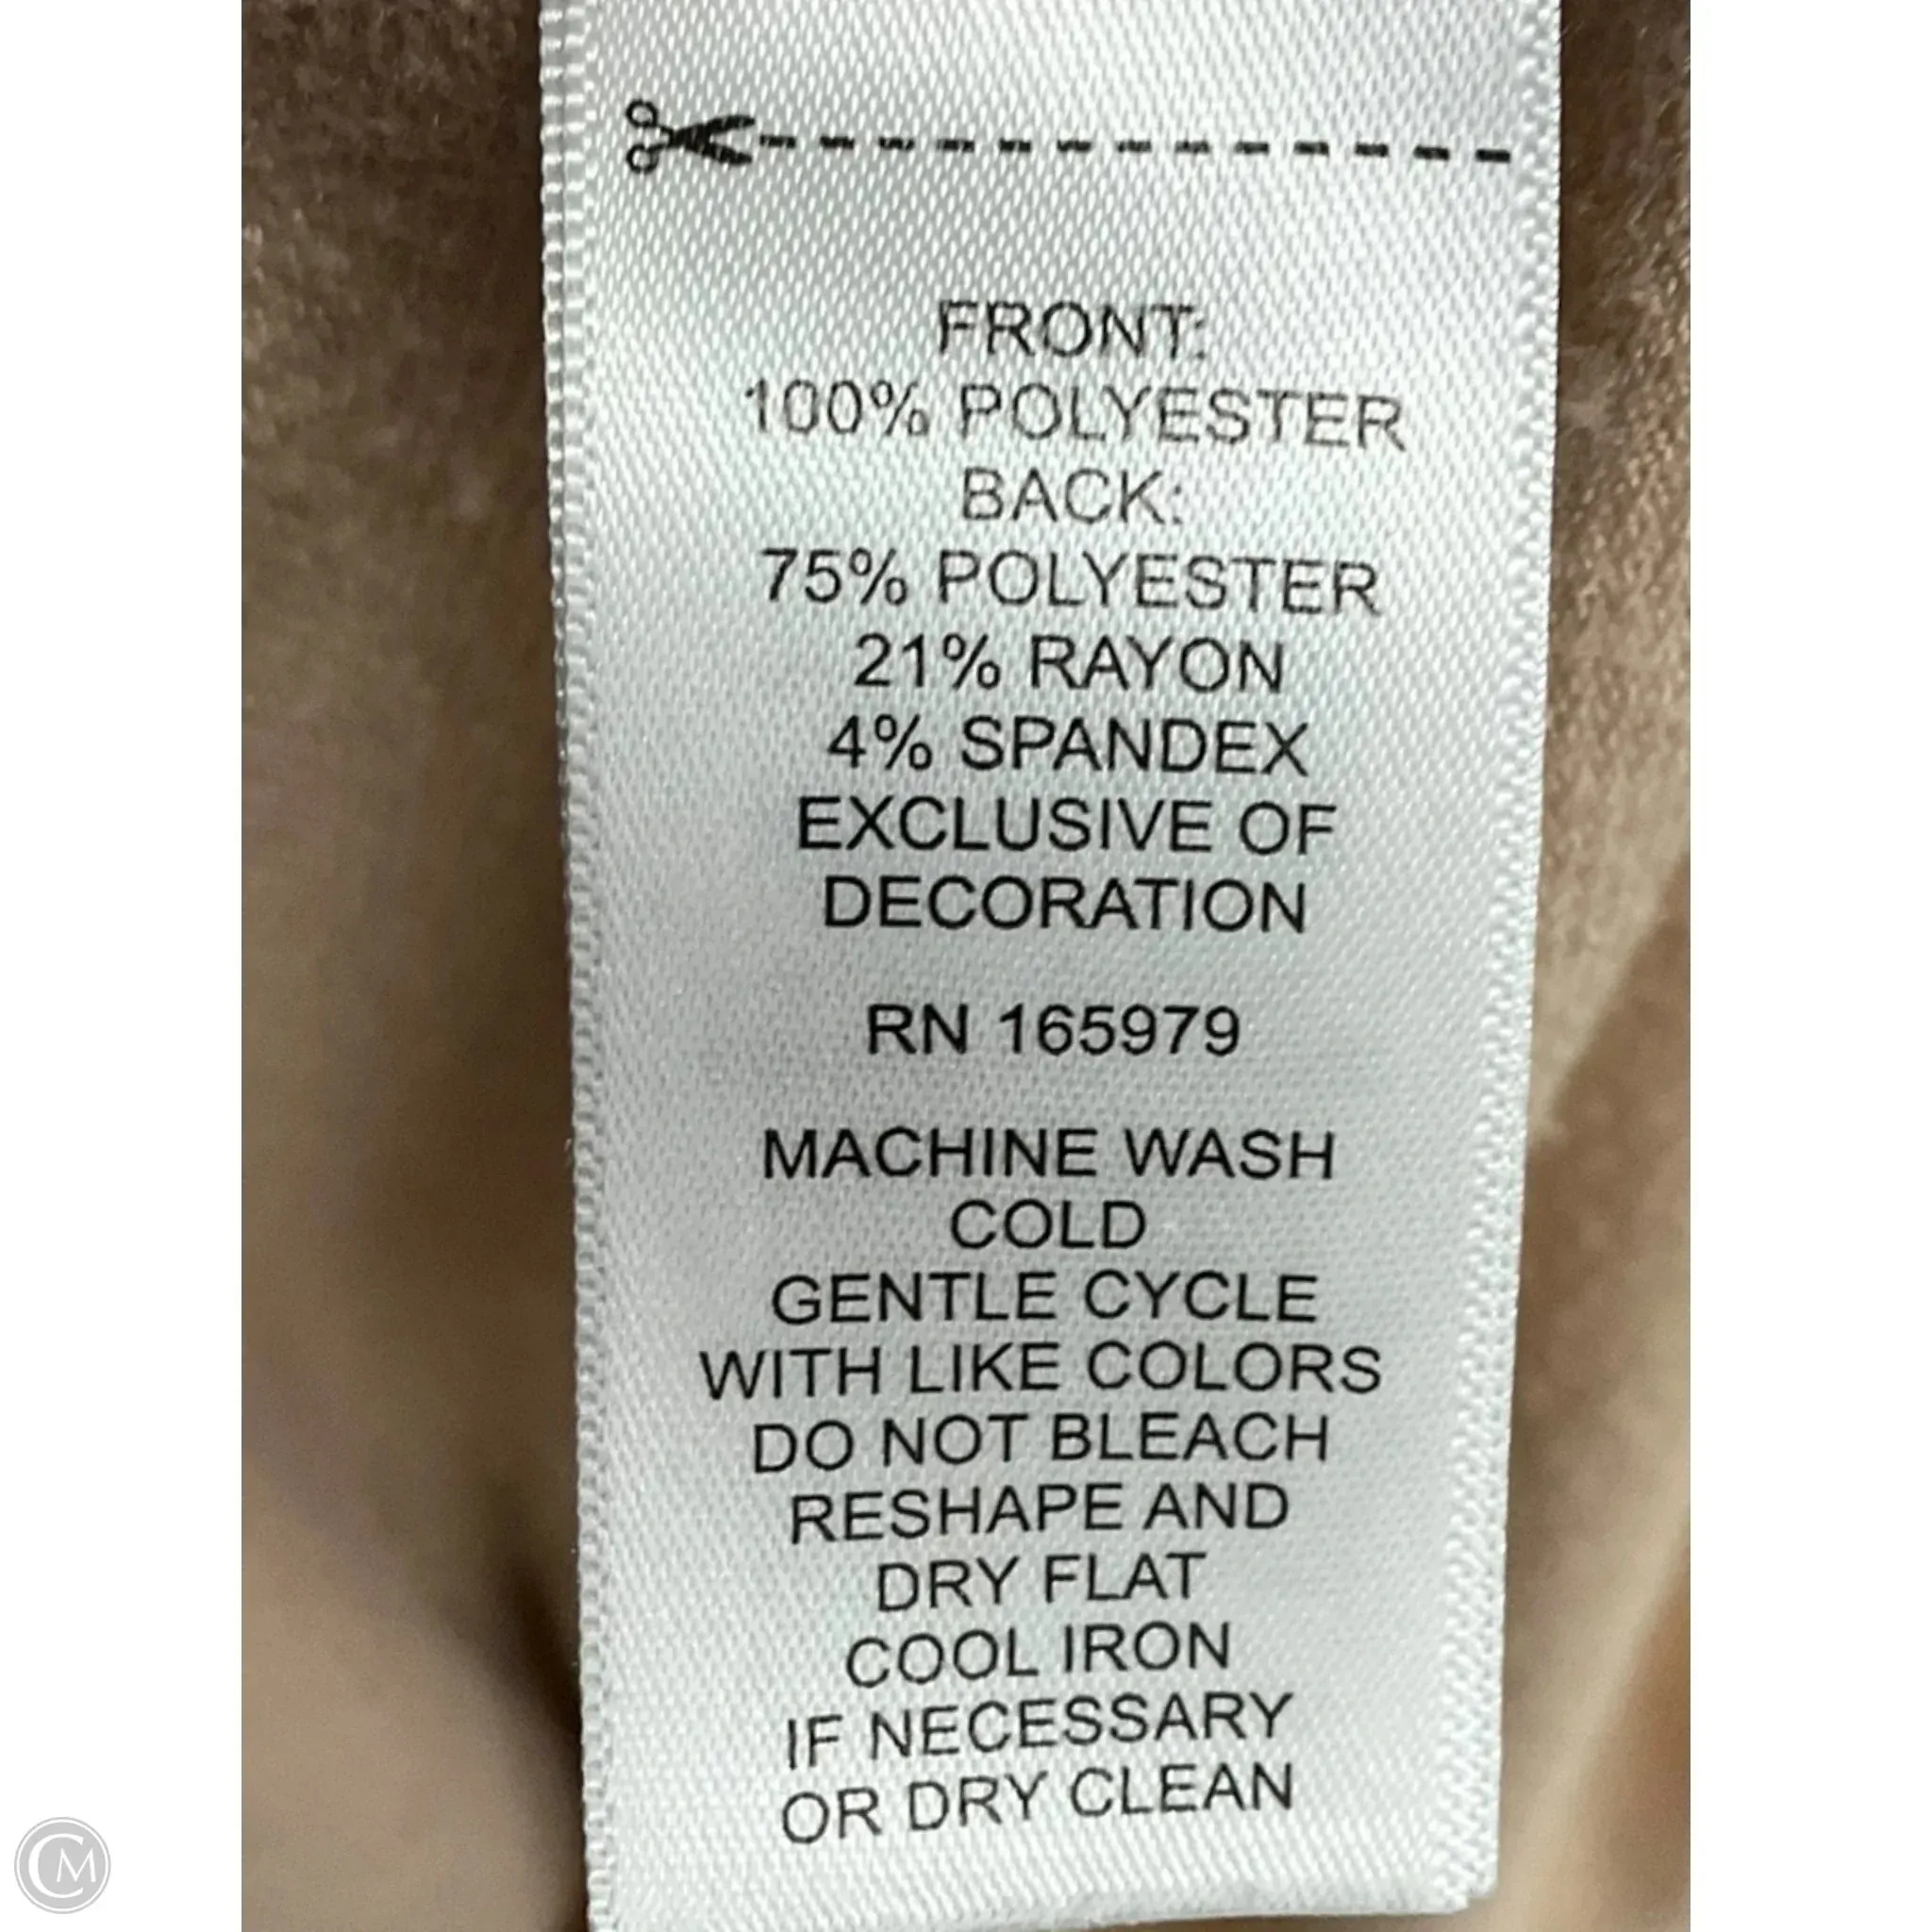 FRONT:
100% POLYESTER
BACK:
75% POLYESTER
21% RAYON
4% SPANDEX
EXCLUSIVE OF
DECORATION
RN 165979
MACHINE WASH
COLD
GENTLE CYCLE
WITH LIKE COLORS
DO NOT BLEACH
RESHAPE AND
DRY FLAT
COOL IRON
IF NECESSARY
OR DRY CLEAN
CM